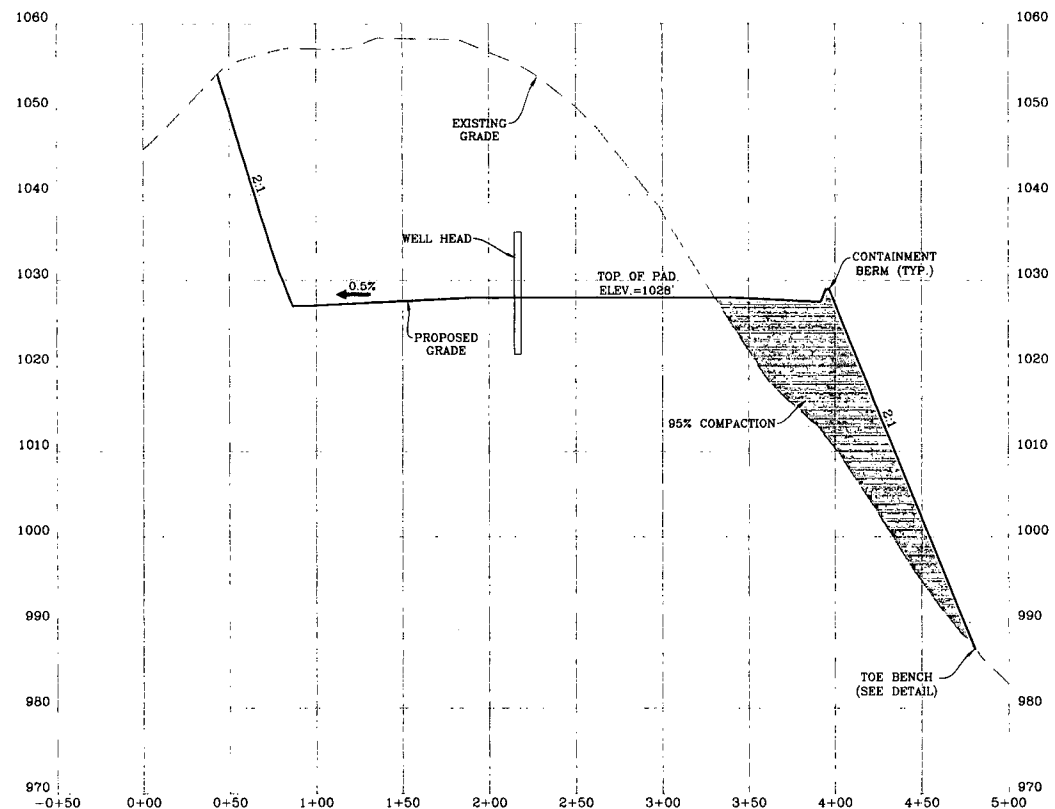 1060
1060
1050
1050
EXISTING
GRADE
1040
1040
2:1
WELL HEAD
CONTAINMENT
BERM (TYP.)
1030
1030
0.5%
TOP OF PAD.
ELEV.=1028'
PROPOSED
GRADE
1020
1020
95% COMPACTION
2:1
1010
1010
1000
1000
990
990
TOE BENCH
(SEE DETAIL)
980
980
970
970
-0+50 0+00 0+50 1+00 1+50 2+00 2+50 3+00 3+50 4+00 4+50 5+00